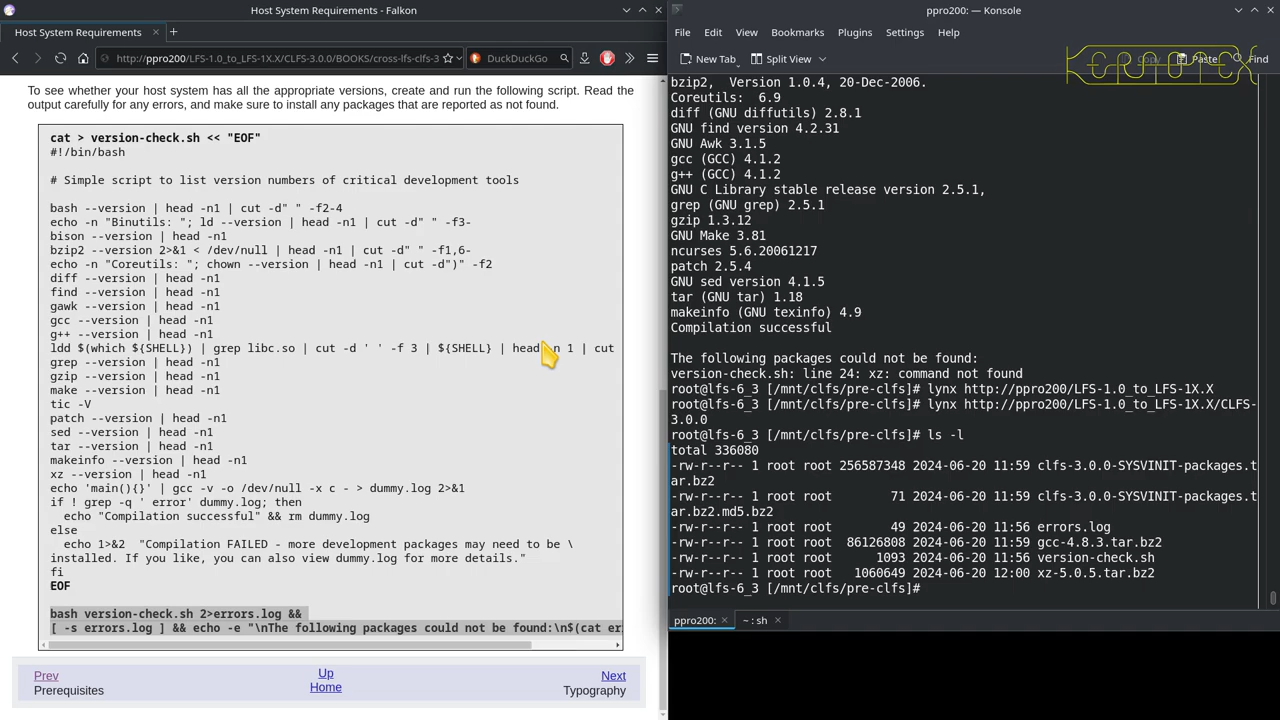 Host System Requirements - Falkon
Host System Requirements
http://ppro200/LFS-1.0_to_LFS-1X.X/CLFS-3.0.0/BOOKS/cross-lfs-clfs-3
DuckDuckGo
To see whether your host system has all the appropriate versions, create and run the following script. Read the
output carefully for any errors, and make sure to install any packages that are reported as not found.
cat > version-check.sh << "EOF"
#!/bin/bash
# Simple script to list version numbers of critical development tools
bash --version | head -n1 | cut -d" " -f2-4
echo -n "Binutils: "; ld --version | head -n1 | cut -d" " -f3-
bison --version | head -n1
bzip2 --version 2>&1 < /dev/null | head -n1 | cut -d" " -f1,6-
echo -n "Coreutils: "; chown --version | head -n1 | cut -d")" -f2
diff --version | head -n1
find --version | head -n1
gawk --version | head -n1
gcc --version | head -n1
g++ --version | head -n1
ldd $(which ${SHELL}) | grep libc.so | cut -d ' ' -f 3 | ${SHELL} | head -n 1 | cut
grep --version | head -n1
gzip --version | head -n1
make --version | head -n1
tic -V
patch --version | head -n1
sed --version | head -n1
tar --version | head -n1
makeinfo --version | head -n1
xz --version | head -n1
echo 'main(){}' | gcc -v -o /dev/null -x c - > dummy.log 2>&1
if ! grep -q ' error' dummy.log; then
  echo "Compilation successful" && rm dummy.log
else
  echo 1>&2  "Compilation FAILED - more development packages may need to be \
installed. If you like, you can also view dummy.log for more details."
fi
EOF
bash version-check.sh 2>errors.log &&
[ -s errors.log ] && echo -e "\nThe following packages could not be found:\n$(cat er
Prev
Up
Next
Prerequisites
Home
Typography
ppro200: — Konsole
File Edit View Bookmarks Plugins Settings Help
New Tab Split View Copy Paste Find
bzip2,  Version 1.0.4, 20-Dec-2006.
Coreutils:  6.9
diff (GNU diffutils) 2.8.1
GNU find version 4.2.31
GNU Awk 3.1.5
gcc (GCC) 4.1.2
g++ (GCC) 4.1.2
GNU C Library stable release version 2.5.1,
grep (GNU grep) 2.5.1
gzip 1.3.12
GNU Make 3.81
ncurses 5.6.20061217
patch 2.5.4
GNU sed version 4.1.5
tar (GNU tar) 1.18
makeinfo (GNU texinfo) 4.9
Compilation successful
The following packages could not be found:
version-check.sh: line 24: xz: command not found
root@lfs-6_3 [/mnt/clfs/pre-clfs]# lynx http://ppro200/LFS-1.0_to_LFS-1X.X
root@lfs-6_3 [/mnt/clfs/pre-clfs]# lynx http://ppro200/LFS-1.0_to_LFS-1X.X/CLFS-
3.0.0
root@lfs-6_3 [/mnt/clfs/pre-clfs]# ls -l
total 336080
-rw-r--r-- 1 root root 256587348 2024-06-20 11:59 clfs-3.0.0-SYSVINIT-packages.t
ar.bz2
-rw-r--r-- 1 root root        71 2024-06-20 11:59 clfs-3.0.0-SYSVINIT-packages.t
ar.bz2.md5.bz2
-rw-r--r-- 1 root root        49 2024-06-20 11:56 errors.log
-rw-r--r-- 1 root root  86126808 2024-06-20 11:59 gcc-4.8.3.tar.bz2
-rw-r--r-- 1 root root      1093 2024-06-20 11:56 version-check.sh
-rw-r--r-- 1 root root   1060649 2024-06-20 12:00 xz-5.0.5.tar.bz2
root@lfs-6_3 [/mnt/clfs/pre-clfs]#
ppro200:
~ : sh